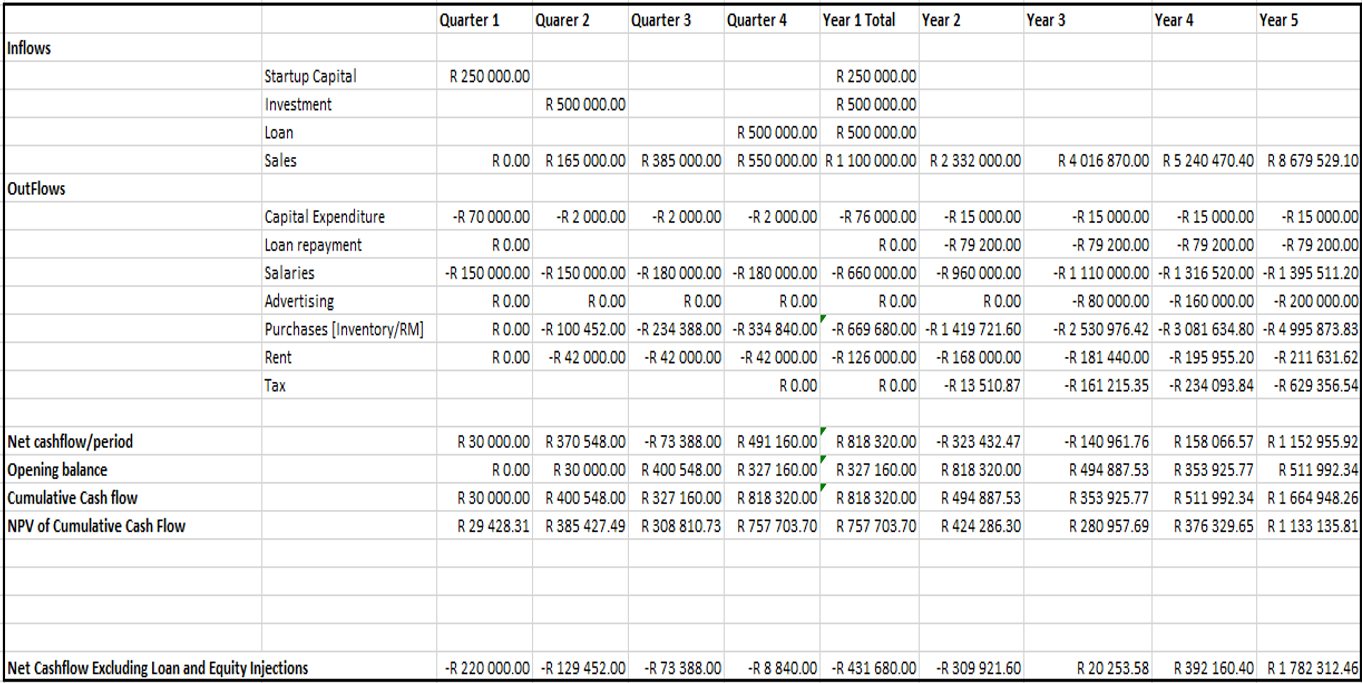 Quarter 1 Quarer 2 Quarter 3 Quarter 4 Year 1 Total Year 2 Year 3 Year 4 Year 5
Inflows
Startup Capital R 250 000.00 R 250 000.00
Investment R 500 000.00 R 500 000.00
Loan R 500 000.00 R 500 000.00
Sales R 0.00 R 165 000.00 R 385 000.00 R 550 000.00 R 1 100 000.00 R 2 332 000.00 R 4 016 870.00 R 5 240 470.40 R 8 679 529.10
OutFlows
Capital Expenditure -R 70 000.00 -R 2 000.00 -R 2 000.00 -R 2 000.00 -R 76 000.00 -R 15 000.00 -R 15 000.00 -R 15 000.00 -R 15 000.00
Loan repayment R 0.00 R 0.00 -R 79 200.00 -R 79 200.00 -R 79 200.00 -R 79 200.00
Salaries -R 150 000.00 -R 150 000.00 -R 180 000.00 -R 180 000.00 -R 660 000.00 -R 960 000.00 -R 1 110 000.00 -R 1 316 520.00 -R 1 395 511.20
Advertising R 0.00 R 0.00 R 0.00 R 0.00 R 0.00 R 0.00 -R 80 000.00 -R 160 000.00 -R 200 000.00
Purchases [Inventory/RM] R 0.00 -R 100 452.00 -R 234 388.00 -R 334 840.00 -R 669 680.00 -R 1 419 721.60 -R 2 530 976.42 -R 3 081 634.80 -R 4 995 873.83
Rent R 0.00 -R 42 000.00 -R 42 000.00 -R 42 000.00 -R 126 000.00 -R 168 000.00 -R 181 440.00 -R 195 955.20 -R 211 631.62
Tax R 0.00 R 0.00 -R 13 510.87 -R 161 215.35 -R 234 093.84 -R 629 356.54
Net cashflow/period R 30 000.00 R 370 548.00 -R 73 388.00 R 491 160.00 R 818 320.00 -R 323 432.47 -R 140 961.76 R 158 066.57 R 1 152 955.92
Opening balance R 0.00 R 30 000.00 R 400 548.00 R 327 160.00 R 327 160.00 R 818 320.00 R 494 887.53 R 353 925.77 R 511 992.34
Cumulative Cash flow R 30 000.00 R 400 548.00 R 327 160.00 R 818 320.00 R 818 320.00 R 494 887.53 R 353 925.77 R 511 992.34 R 1 664 948.26
NPV of Cumulative Cash Flow R 29 428.31 R 385 427.49 R 308 810.73 R 757 703.70 R 757 703.70 R 424 286.30 R 280 957.69 R 376 329.65 R 1 133 135.81
Net Cashflow Excluding Loan and Equity Injections -R 220 000.00 -R 129 452.00 -R 73 388.00 -R 8 840.00 -R 431 680.00 -R 309 921.60 R 20 253.58 R 392 160.40 R 1 782 312.46